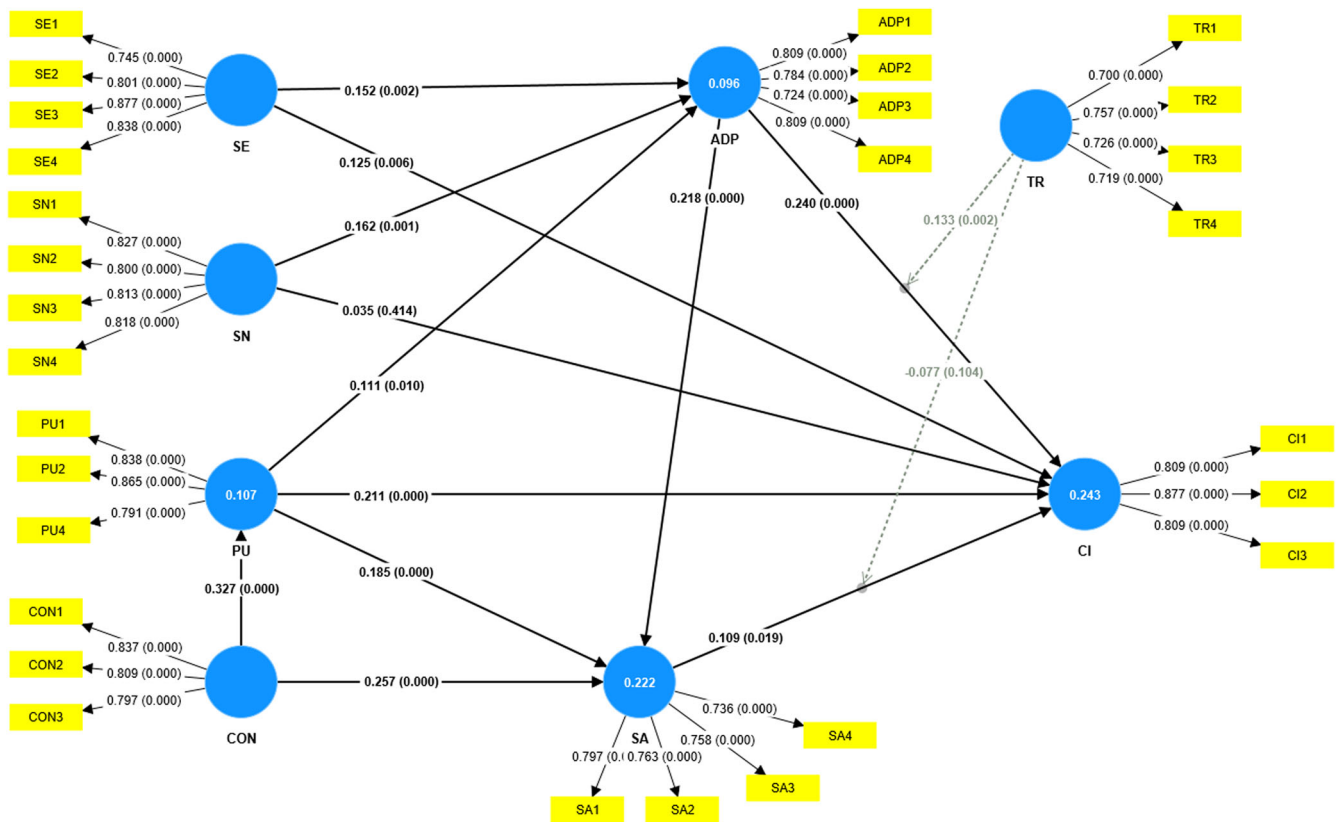 SE1
0.745 (0.000)
SE2
0.801 (0.000)
SE3
0.877 (0.000)
0.838 (0.000)
SE4
SE
SN1
0.827 (0.000)
SN2
0.800 (0.000)
SN3
0.813 (0.000)
0.818 (0.000)
SN4
SN
PU1
0.838 (0.000)
PU2
0.865 (0.000)
0.791 (0.000)
PU4
0.107
PU
0.327 (0.000)
CON1
0.837 (0.000)
CON2
0.809 (0.000)
0.797 (0.000)
CON3
CON
0.152 (0.002)
0.125 (0.006)
0.162 (0.001)
0.035 (0.414)
0.111 (0.010)
0.211 (0.000)
0.185 (0.000)
0.257 (0.000)
0.096
ADP
ADP1
0.809 (0.000)
ADP2
0.784 (0.000)
0.724 (0.000)
ADP3
0.809 (0.000)
ADP4
0.218 (0.000)
0.240 (0.000)
TR1
0.700 (0.000)
TR2
0.757 (0.000)
0.726 (0.000)
TR3
0.719 (0.000)
TR4
TR
0.133 (0.002)
-0.077 (0.104)
0.243
CI
CI1
0.809 (0.000)
0.877 (0.000)
CI2
0.809 (0.000)
CI3
0.109 (0.019)
0.222
SA
0.736 (0.000)
SA4
0.758 (0.000)
SA3
0.797
0.763 (0.000)
SA1
SA2